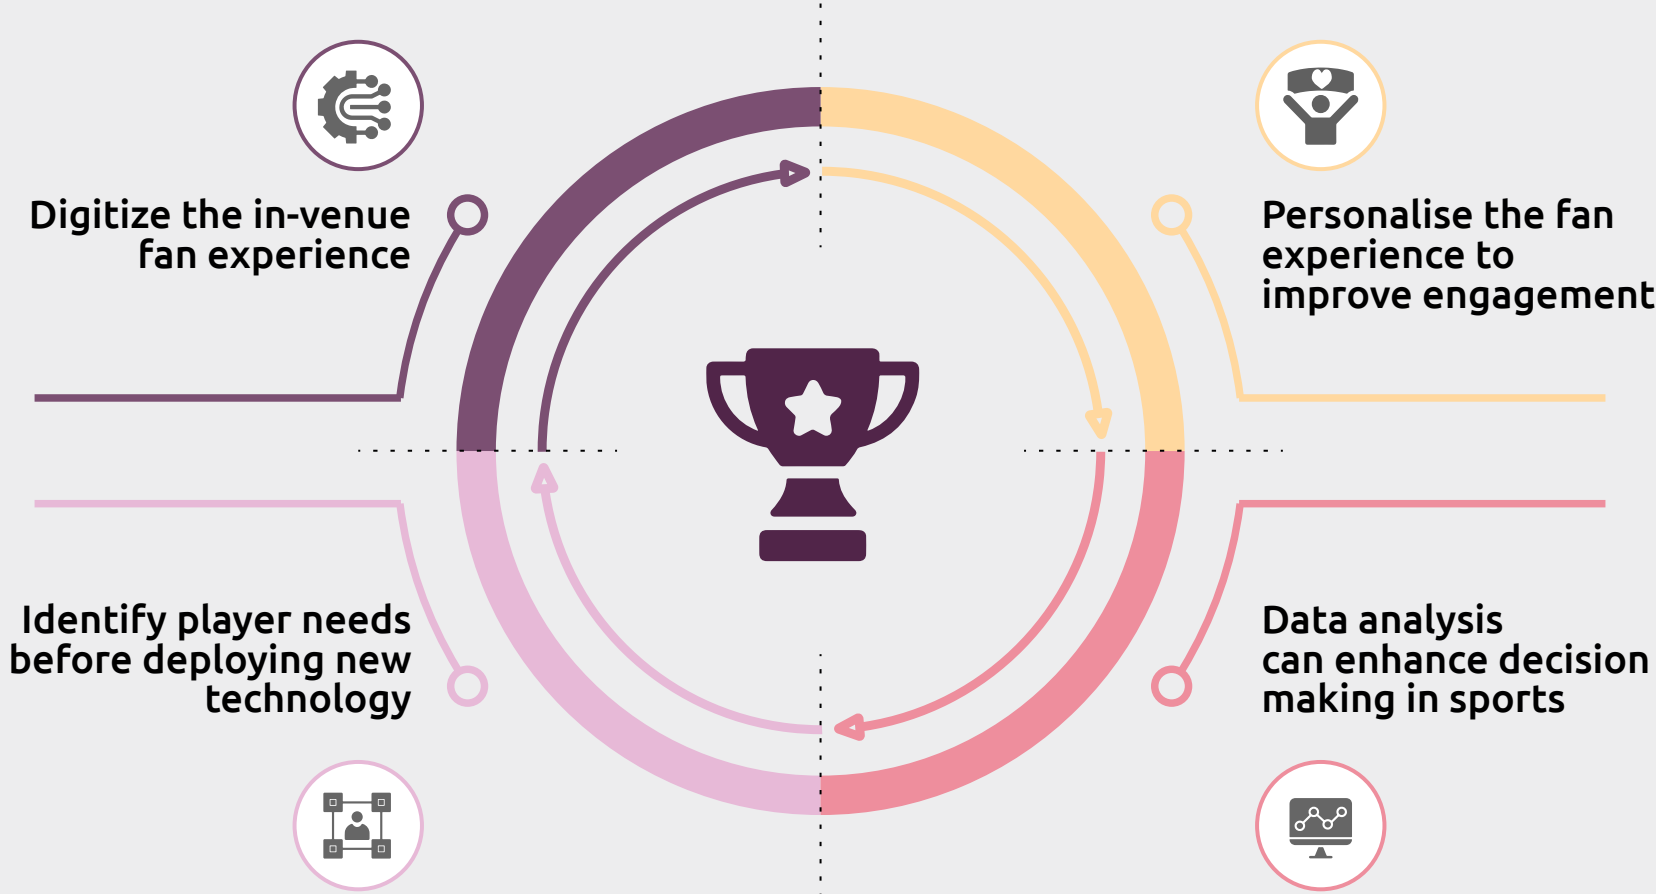 Digitize the in-venue
fan experience
Personalise the fan
experience to
improve engagement
Identify player needs
before deploying new
technology
Data analysis
can enhance decision
making in sports